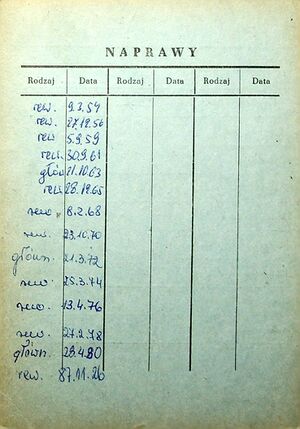 NAPRAWY
Rodzaj Data Rodzaj Data Rodzaj Data
rew. 9.3.54
rew. 27.12.56
rew. 5.9.59
rew. 30.9.61
głów 21.10.63
rew. 28.12.65
rew. 8.2.68
rew. 23.10.70
główn. 21.3.72
rew. 25.3.74
rew. 13.4.76
rew. 27.2.78
główn. 28.4.80
rew. 87.11.26